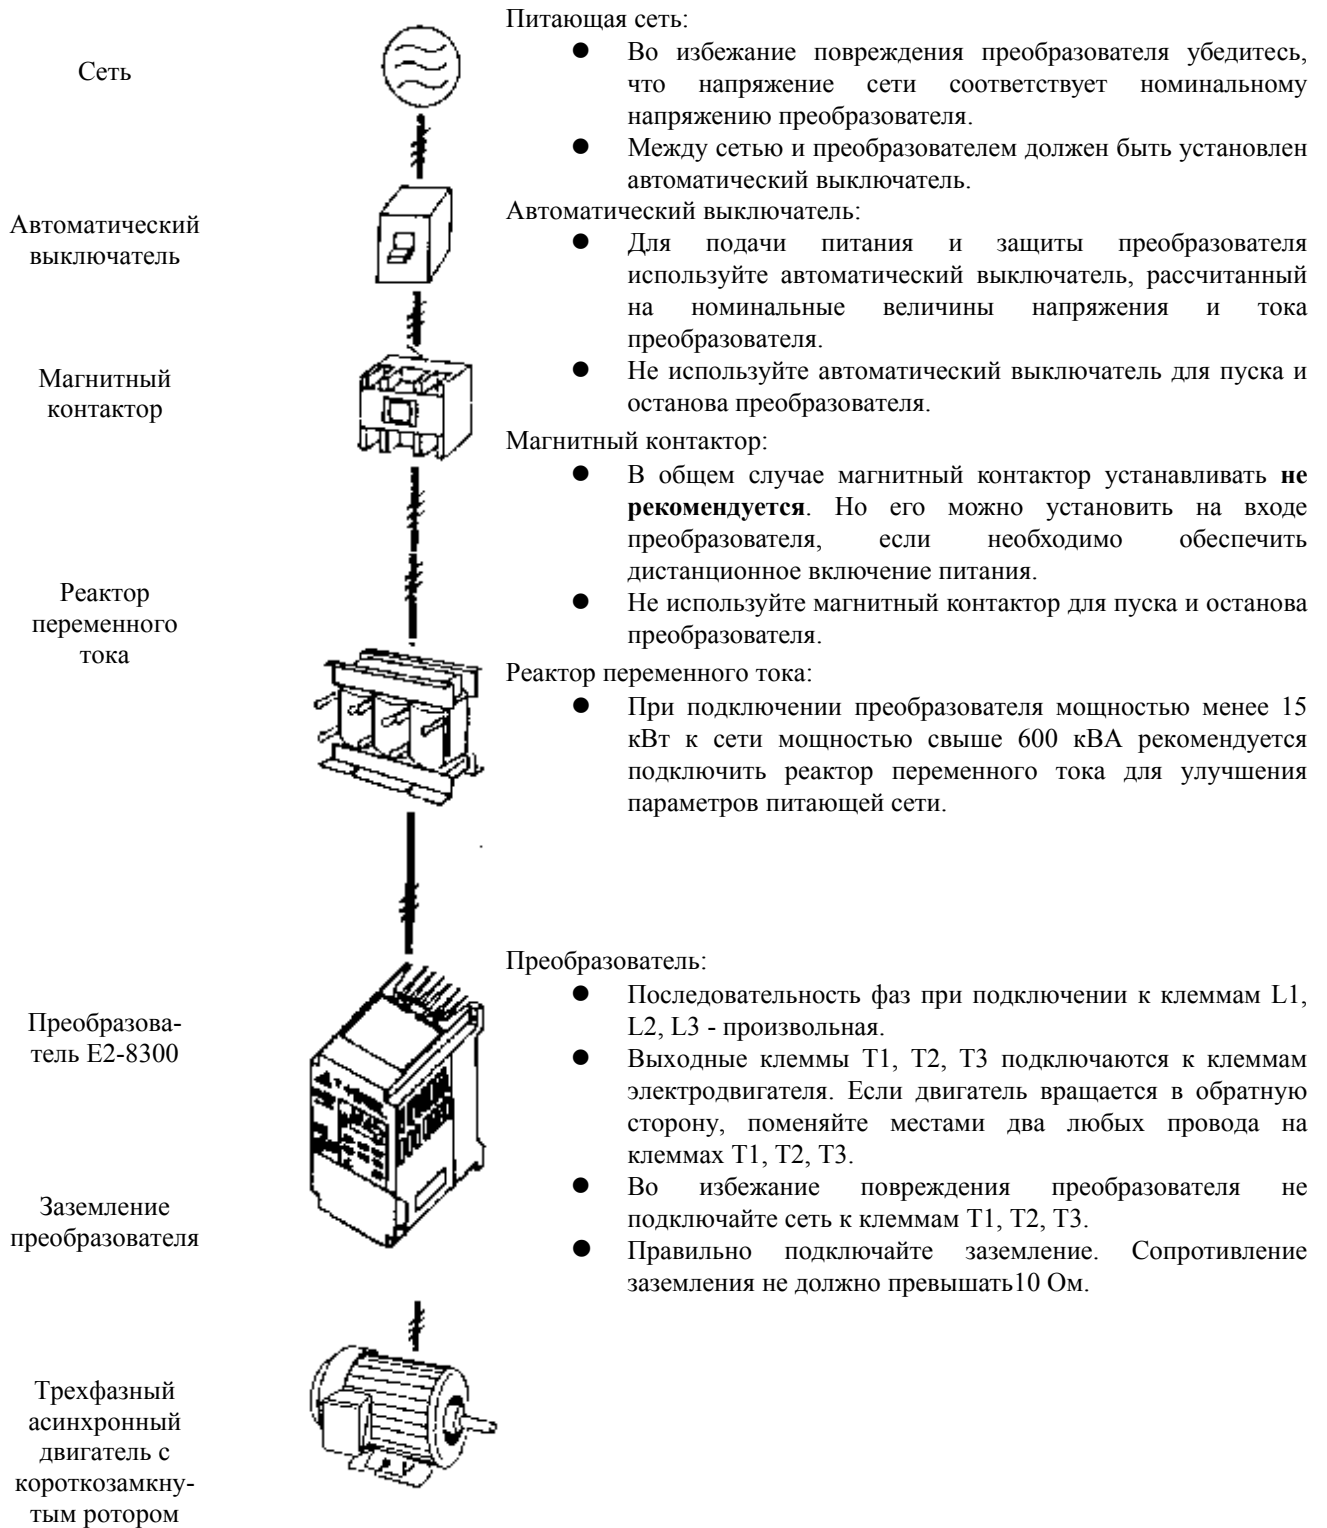 Сеть
Автоматический
выключатель
Магнитный
контактор
Реактор
переменного
тока
Преобразова-
тель E2-8300
Заземление
преобразователя
Трехфазный
асинхронный
двигатель с
короткозамкну-
тым ротором
Питающая сеть:
● Во избежание повреждения преобразователя убедитесь,
что напряжение сети соответствует номинальному
напряжению преобразователя.
● Между сетью и преобразователем должен быть установлен
автоматический выключатель.
Автоматический выключатель:
● Для подачи питания и защиты преобразователя
используйте автоматический выключатель, рассчитанный
на номинальные величины напряжения и тока
преобразователя.
● Не используйте автоматический выключатель для пуска и
останова преобразователя.
Магнитный контактор:
● В общем случае магнитный контактор устанавливать не
рекомендуется. Но его можно установить на входе
преобразователя, если необходимо обеспечить
дистанционное включение питания.
● Не используйте магнитный контактор для пуска и останова
преобразователя.
Реактор переменного тока:
● При подключении преобразователя мощностью менее 15
кВт к сети мощностью свыше 600 кВА рекомендуется
подключить реактор переменного тока для улучшения
параметров питающей сети.
Преобразователь:
● Последовательность фаз при подключении к клеммам L1,
L2, L3 - произвольная.
● Выходные клеммы T1, T2, T3 подключаются к клеммам
электродвигателя. Если двигатель вращается в обратную
сторону, поменяйте местами два любых провода на
клеммах T1, T2, T3.
● Во избежание повреждения преобразователя не
подключайте сеть к клеммам T1, T2, T3.
● Правильно подключайте заземление. Сопротивление
заземления не должно превышать10 Ом.